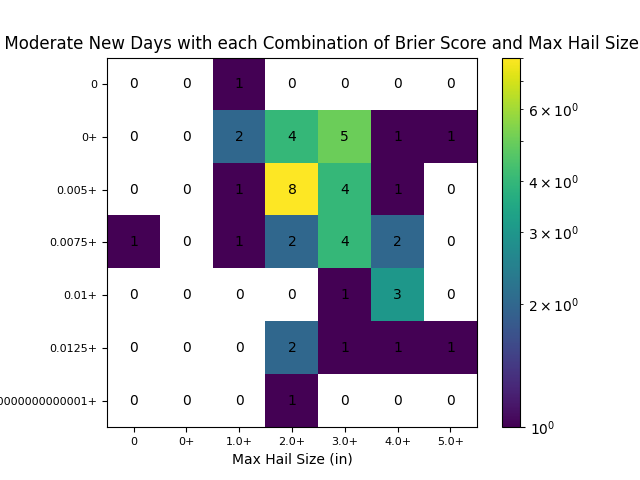 Moderate New Days with each Combination of Brier Score and Max Hail Size
0 0 0 1 0 0 0 0
0+ 0 0 2 4 5 1 1
0.005+ 0 0 1 8 4 1 0
0.0075+ 1 0 1 2 4 2 0
0.01+ 0 0 0 0 1 3 0
0.0125+ 0 0 0 2 1 1 1
0000000000001+ 0 0 0 1 0 0 0
0 0+ 1.0+ 2.0+ 3.0+ 4.0+ 5.0+
Max Hail Size (in)
6 × 10⁰
4 × 10⁰
3 × 10⁰
2 × 10⁰
10⁰